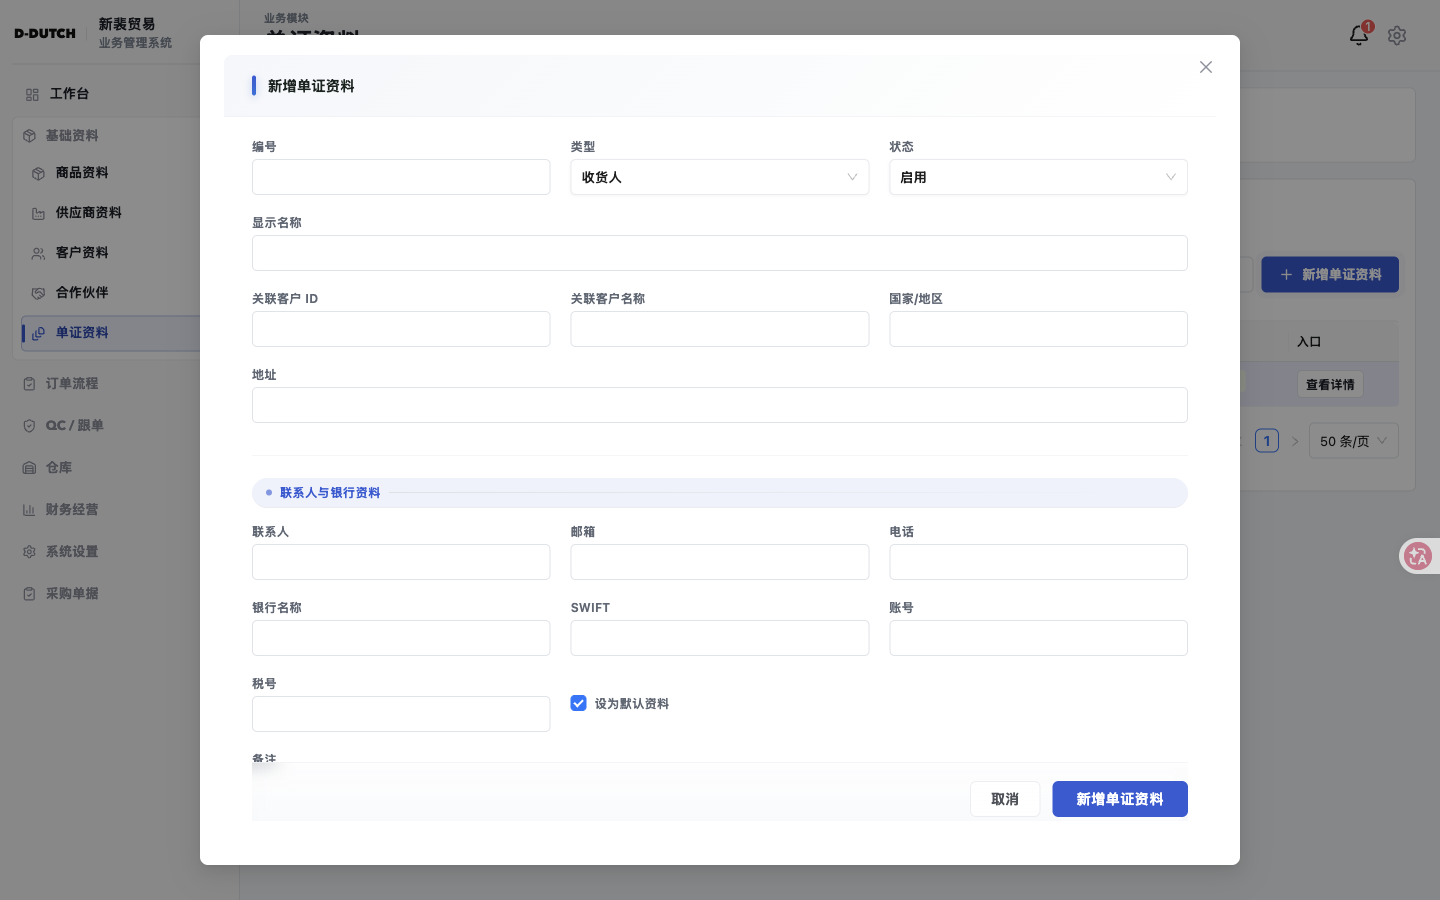 D-DUTCH
新裴贸易
业务管理系统
业务模块
1
工作台
基础资料
商品资料
供应商资料
客户资料
合作伙伴
单证资料
订单流程
QC / 跟单
仓库
财务经营
系统设置
采购单据
新增单证资料
入口
查看详情
1
50 条/页
新增单证资料
编号
类型
状态
收货人
启用
显示名称
关联客户 ID
关联客户名称
国家/地区
地址
联系人与银行资料
联系人
邮箱
电话
银行名称
SWIFT
账号
税号
设为默认资料
备注
取消
新增单证资料